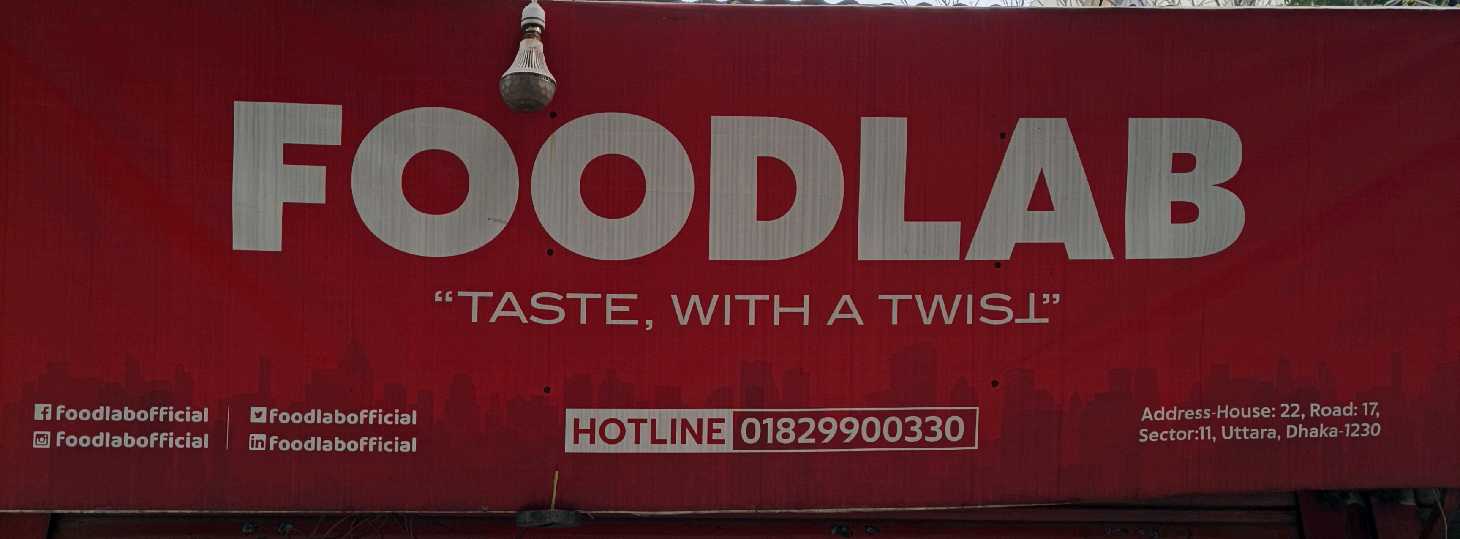 FOODLAB
“TASTE, WITH A TWIST”
foodlabofficial
foodlabofficial
foodlabofficial
foodlabofficial
HOTLINE 01829900330
Address-House: 22, Road: 17,
Sector:11, Uttara, Dhaka-1230